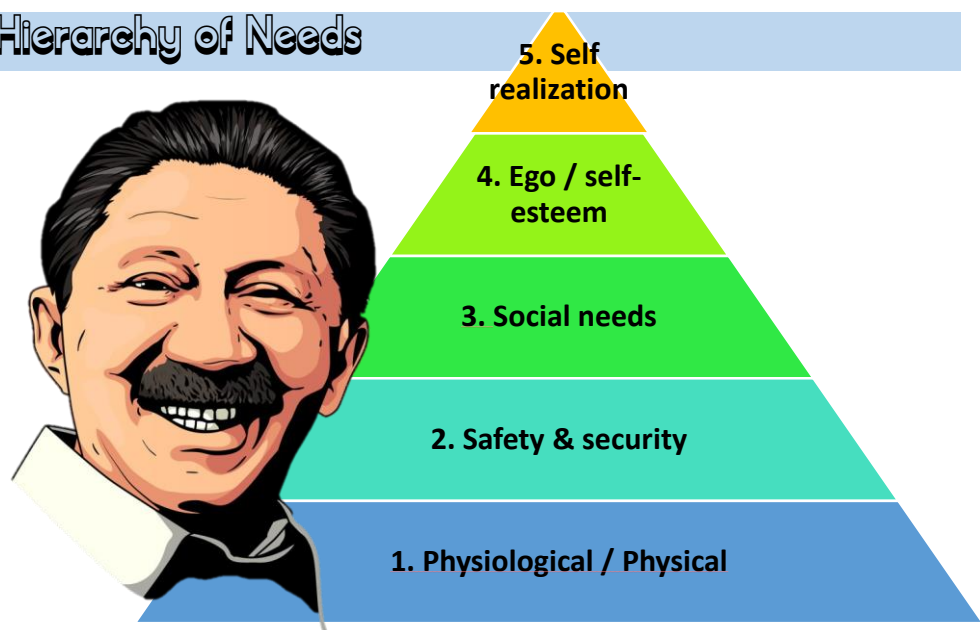 Hierarchy of Needs
5. Self
realization
4. Ego / self-
esteem
3. Social needs
2. Safety & security
1. Physiological / Physical